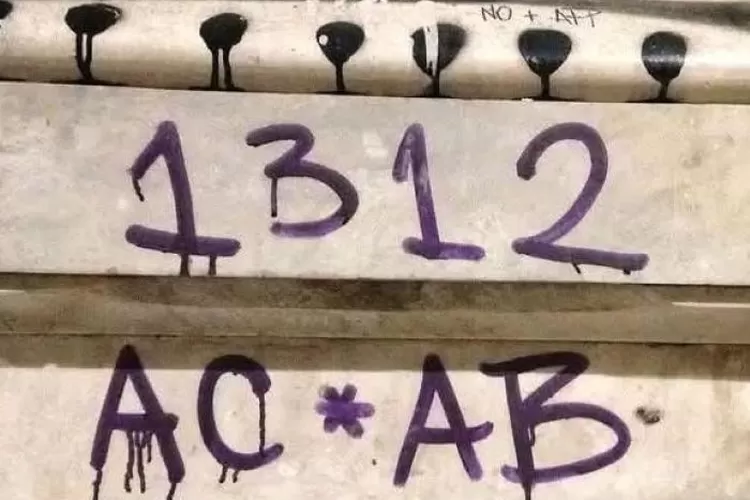 NO + AFP
1312
AC*AB